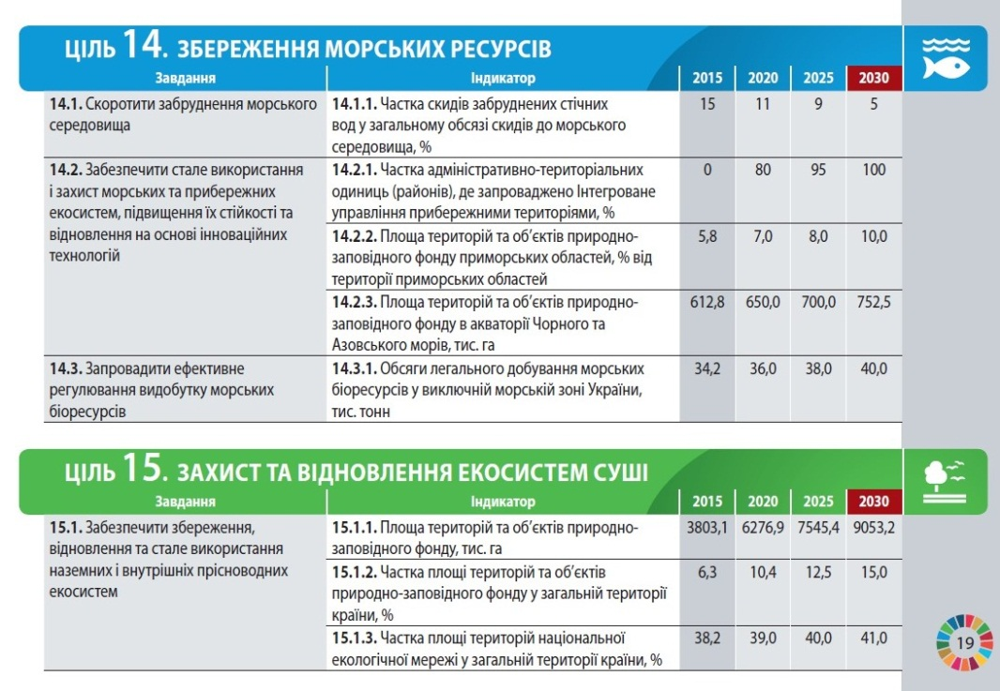 ЦІЛЬ 14. ЗБЕРЕЖЕННЯ МОРСЬКИХ РЕСУРСІВ
Завдання Індикатор 2015 2020 2025 2030
14.1. Скоротити забруднення морського 14.1.1. Частка скидів забруднених стічних 15 11 9 5
середовища вод у загальному обсязі скидів до морського
середовища, %
14.2. Забезпечити стале використання 14.2.1. Частка адміністративно-територіальних 0 80 95 100
і захист морських та прибережних одиниць (районів), де запроваджено Інтегроване
екосистем, підвищення їх стійкості та управління прибережними територіями, %
відновлення на основі інноваційних 14.2.2. Площа територій та об’єктів природно- 5,8 7,0 8,0 10,0
технологій заповідного фонду приморських областей, % від
території приморських областей
14.2.3. Площа територій та об’єктів природно- 612,8 650,0 700,0 752,5
заповідного фонду в акваторії Чорного та
Азовського морів, тис. га
14.3. Запровадити ефективне 14.3.1. Обсяги легального добування морських 34,2 36,0 38,0 40,0
регулювання видобутку морських біоресурсів у виключній морській зоні України,
біоресурсів тис. тонн
ЦІЛЬ 15. ЗАХИСТ ТА ВІДНОВЛЕННЯ ЕКОСИСТЕМ СУШІ
Завдання Індикатор 2015 2020 2025 2030
15.1. Забезпечити збереження, 15.1.1. Площа територій та об’єктів природно- 3803,1 6276,9 7545,4 9053,2
відновлення та стале використання заповідного фонду, тис. га
наземних і внутрішніх прісноводних 15.1.2. Частка площі територій та об’єктів 6,3 10,4 12,5 15,0
екосистем природно-заповідного фонду у загальній території
країни, %
15.1.3. Частка площі територій національної 38,2 39,0 40,0 41,0
екологічної мережі у загальній території країни, %
19